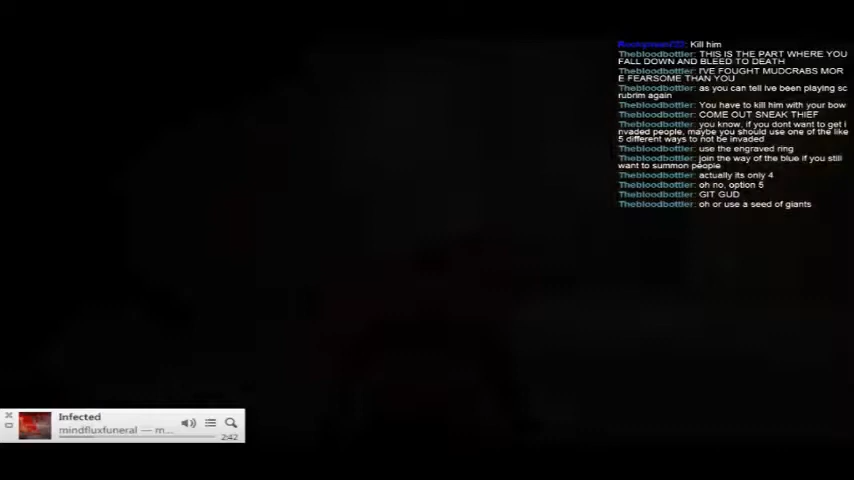 Kill him
Thebloodbottler: THIS IS THE PART WHERE YOU
FALL DOWN AND BLEED TO DEATH
Thebloodbottler: I'VE FOUGHT MUDCRABS MOR
E FEARSOME THAN YOU
Thebloodbottler: as you can tell ive been playing sc
rubrim again
Thebloodbottler: You have to kill him with your bow
Thebloodbottler: COME OUT SNEAK THIEF
Thebloodbottler: you know, if you dont want to get i
nvaded people, maybe you should use one of the like
5 different ways to not be invaded
Thebloodbottler: use the engraved ring
Thebloodbottler: join the way of the blue if you still
want to summon people
Thebloodbottler: actually its only 4
Thebloodbottler: oh no, option 5
Thebloodbottler: GIT GUD
Thebloodbottler: oh or use a seed of giants
Infected
mindfluxfuneral — m...
2:42